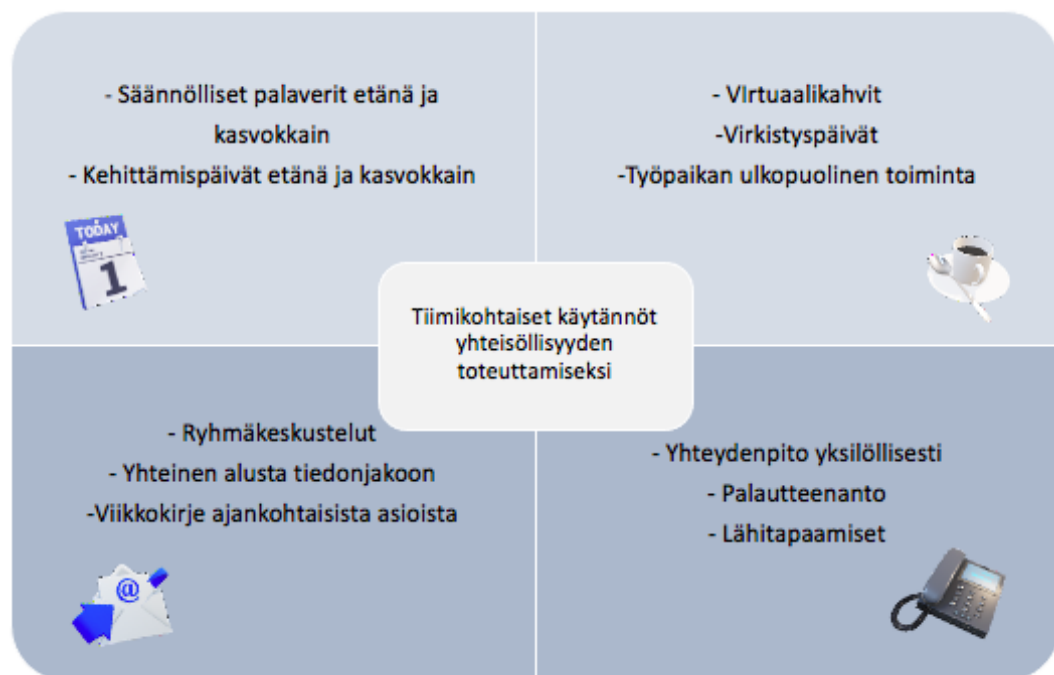 - Säännölliset palaverit etänä ja
kasvokkain
- Kehittämispäivät etänä ja kasvokkain
TODAY
1
- VIrtuaalikahvit
-Virkistyspäivät
-Työpaikan ulkopuolinen toiminta
Tiimikohtaiset käytännöt
yhteisöllisyyden
toteuttamiseksi
- Ryhmäkeskustelut
- Yhteinen alusta tiedonjakoon
-Viikkokirje ajankohtaisista asioista
@
- Yhteydenpito yksilöllisesti
- Palautteenanto
- Lähitapaamiset